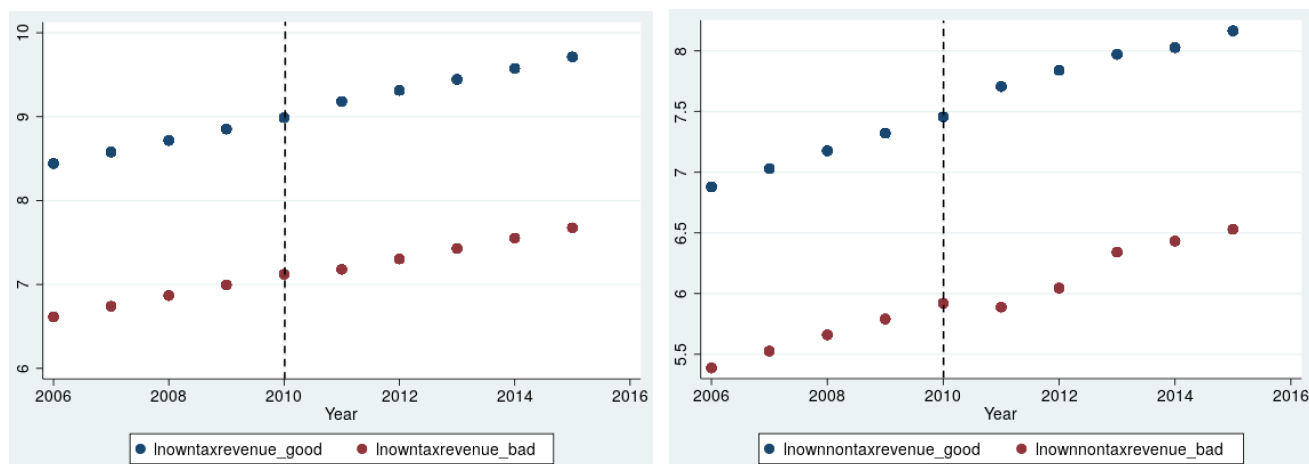 10
9
8
7
6
2006 2008 2010 2012 2014 2016
Year
lnowntaxrevenue_good lnowntaxrevenue_bad
8
7.5
7
6.5
6
5.5
2006 2008 2010 2012 2014 2016
Year
lnownnontaxrevenue_good lnownnontaxrevenue_bad